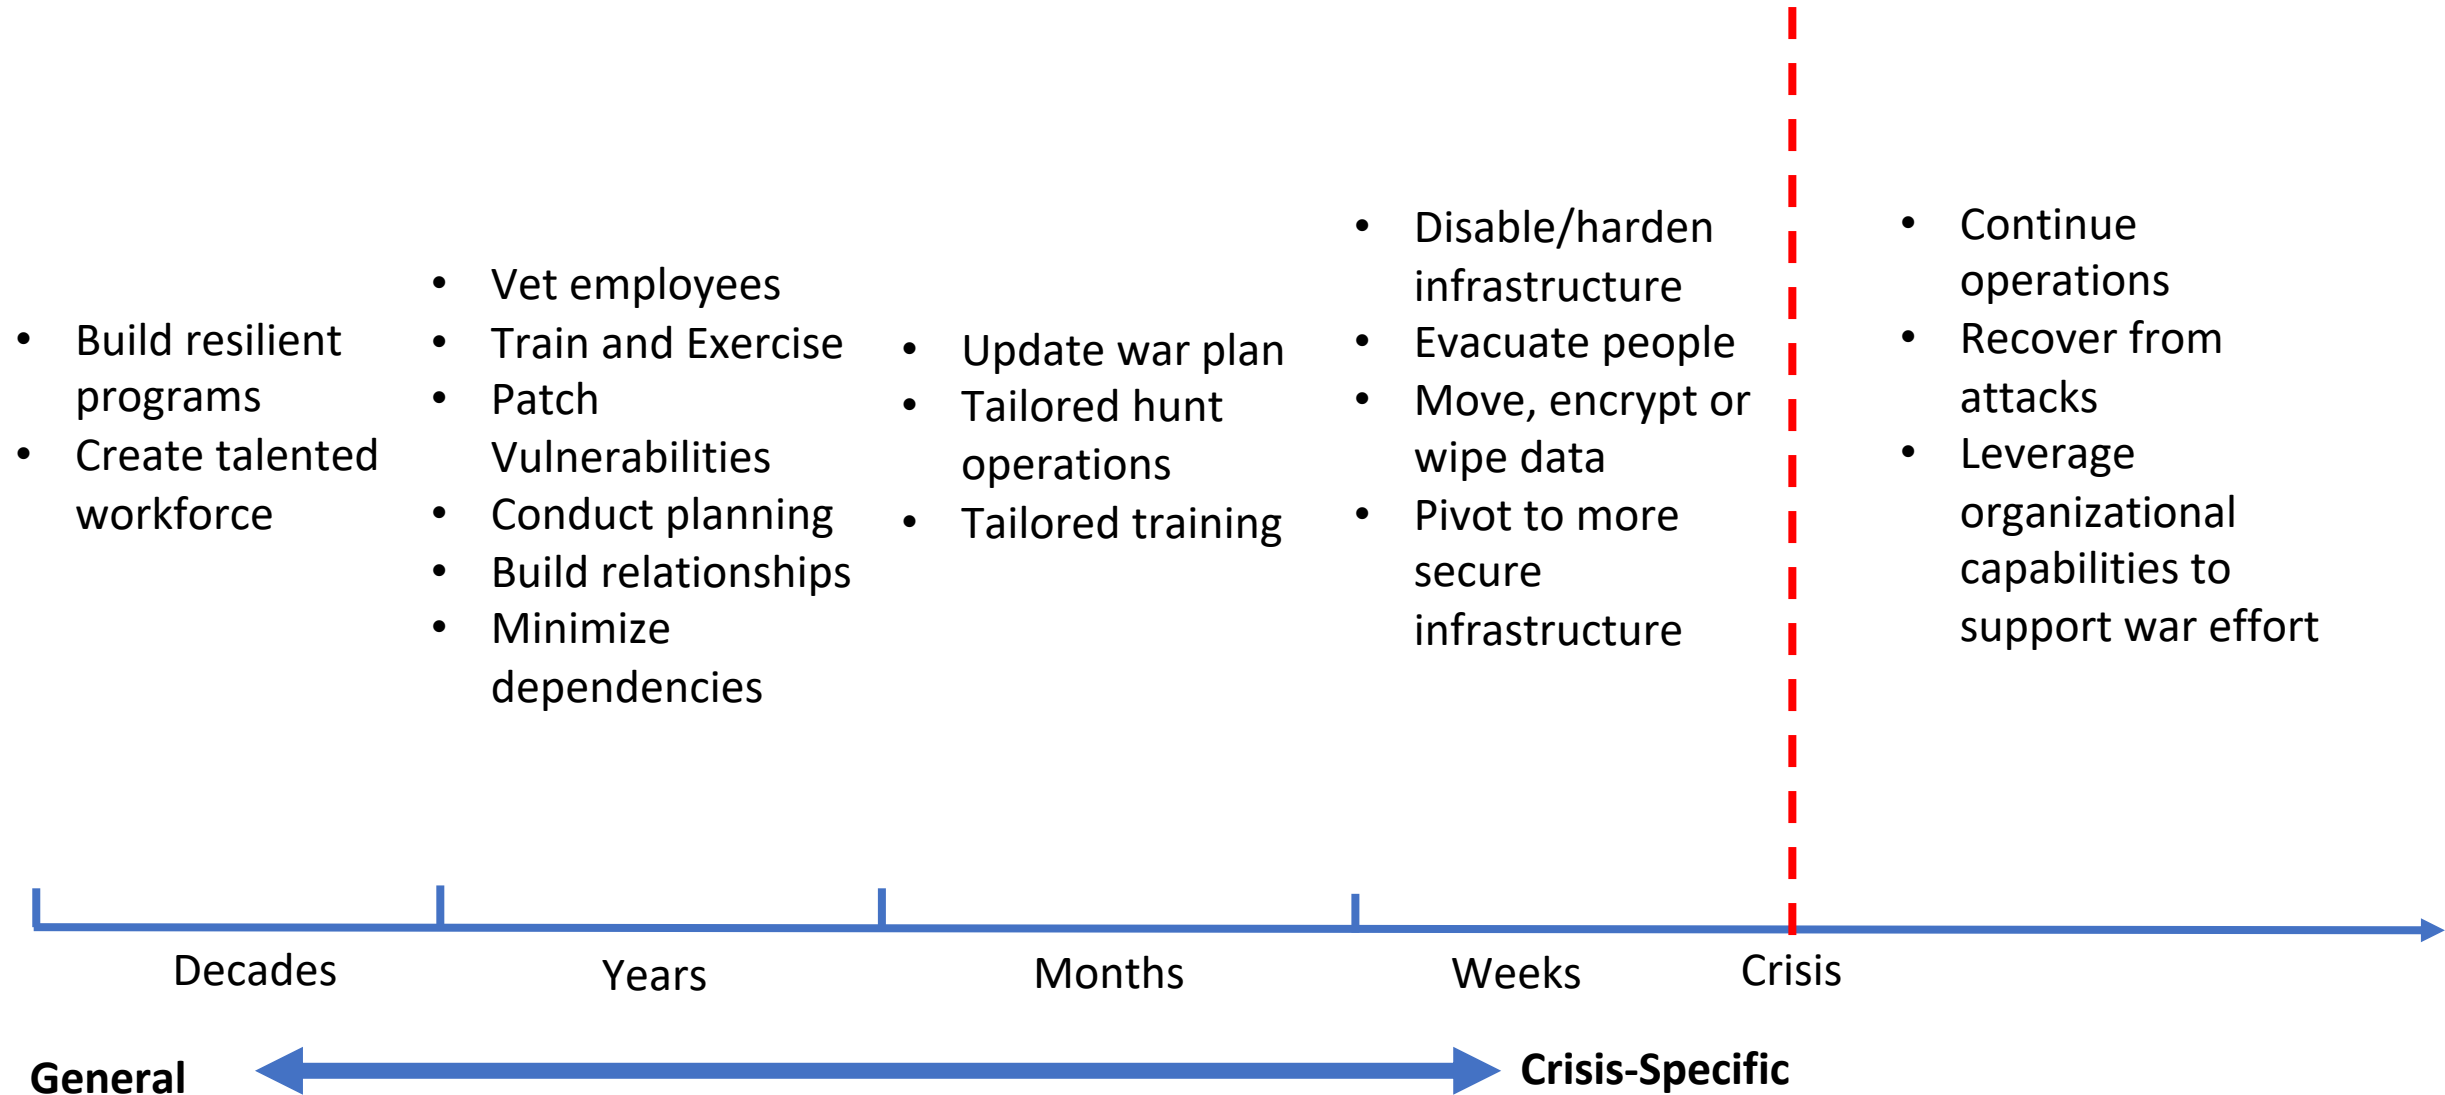 • Build resilient
programs
• Create talented
workforce
• Vet employees
• Train and Exercise
• Patch
Vulnerabilities
• Conduct planning
• Build relationships
• Minimize
dependencies
• Update war plan
• Tailored hunt
operations
• Tailored training
• Disable/harden
infrastructure
• Evacuate people
• Move, encrypt or
wipe data
• Pivot to more
secure
infrastructure
• Continue
operations
• Recover from
attacks
• Leverage
organizational
capabilities to
support war effort
Decades
Years
Months
Weeks
Crisis
General
Crisis-Specific